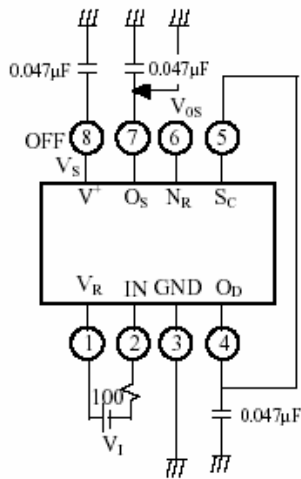 0.047μF 0.047μF
V0S
OFF 8 7 6 5
VS
V+ OS NR SC
VR IN GND OD
1 2 3 4
100
VI
0.047μF